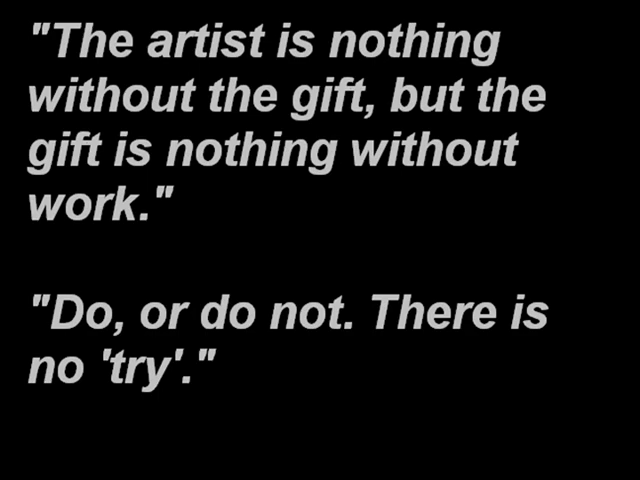 "The artist is nothing
without the gift, but the
gift is nothing without
work."
"Do, or do not. There is
no 'try'."